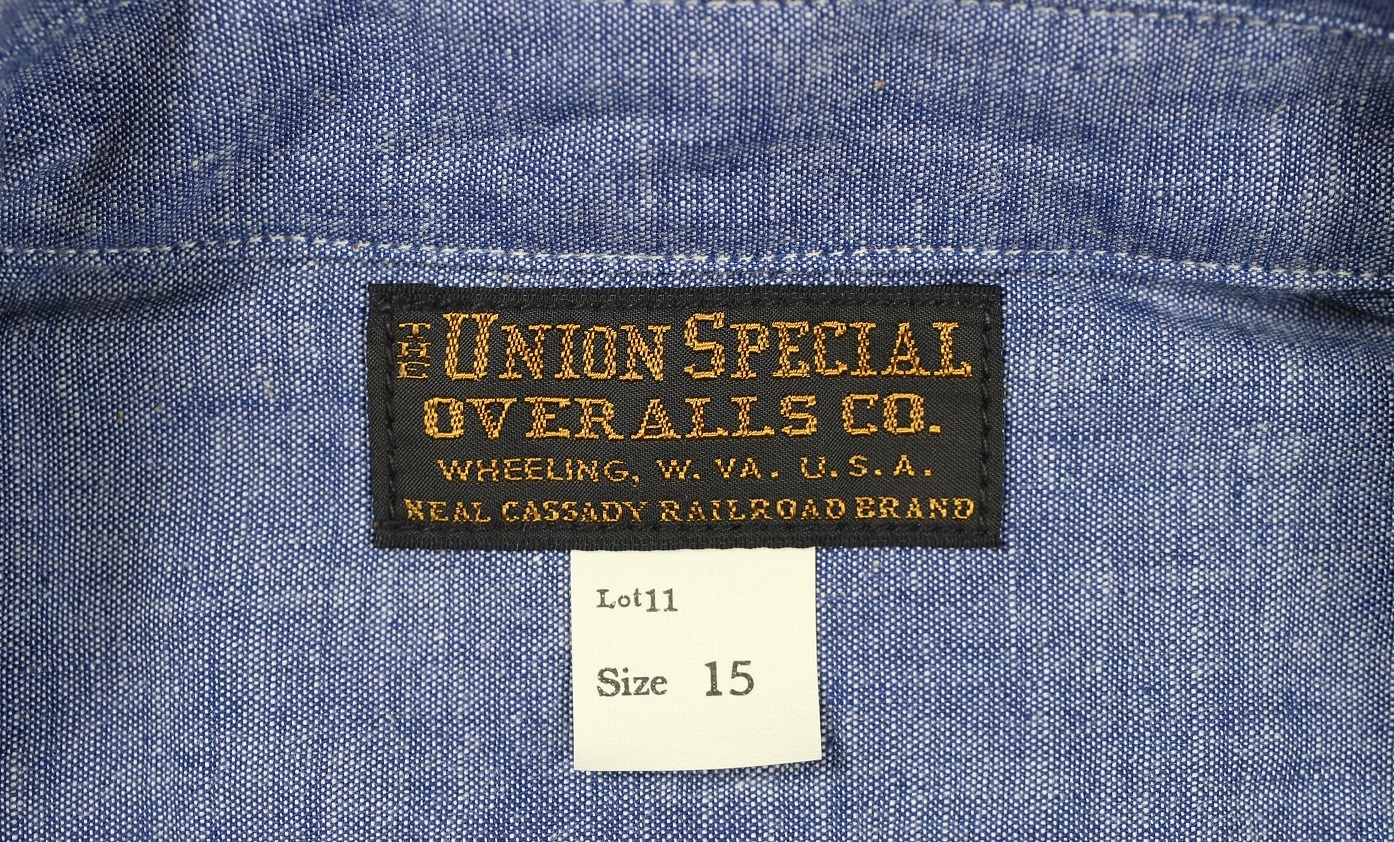 THE UNION SPECIAL
OVERALLS CO.
WHEELING, W. VA. U.S.A.
NEAL CASSADY RAILROAD BRAND
Lot11
Size 15